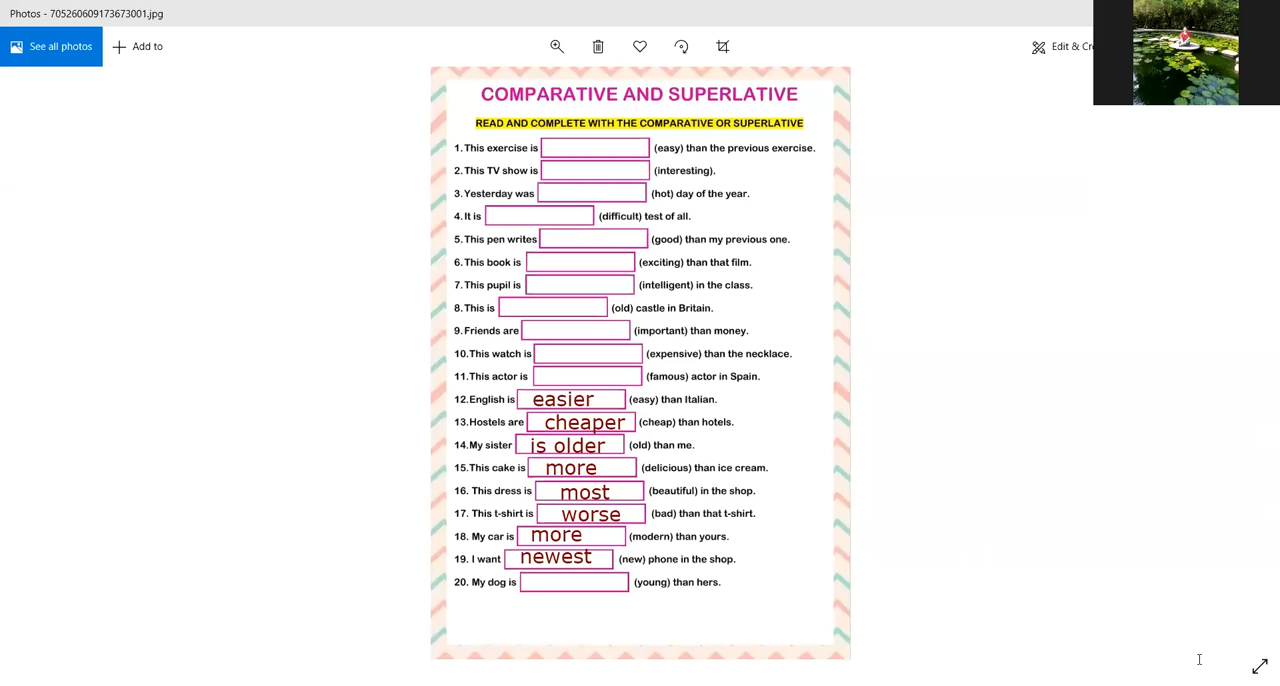 Photos - 705260609173673001.jpg
See all photos
Add to
Edit & Cr
COMPARATIVE AND SUPERLATIVE
READ AND COMPLETE WITH THE COMPARATIVE OR SUPERLATIVE
1. This exercise is (easy) than the previous exercise.
2. This TV show is (interesting).
3. Yesterday was (hot) day of the year.
4. It is (difficult) test of all.
5. This pen writes (good) than my previous one.
6. This book is (exciting) than that film.
7. This pupil is (intelligent) in the class.
8. This is (old) castle in Britain.
9. Friends are (important) than money.
10. This watch is (expensive) than the necklace.
11. This actor is (famous) actor in Spain.
12. English is easier (easy) than Italian.
13. Hostels are cheaper (cheap) than hotels.
14. My sister is older (old) than me.
15. This cake is more (delicious) than ice cream.
16. This dress is most (beautiful) in the shop.
17. This t-shirt is worse (bad) than that t-shirt.
18. My car is more (modern) than yours.
19. I want newest (new) phone in the shop.
20. My dog is (young) than hers.